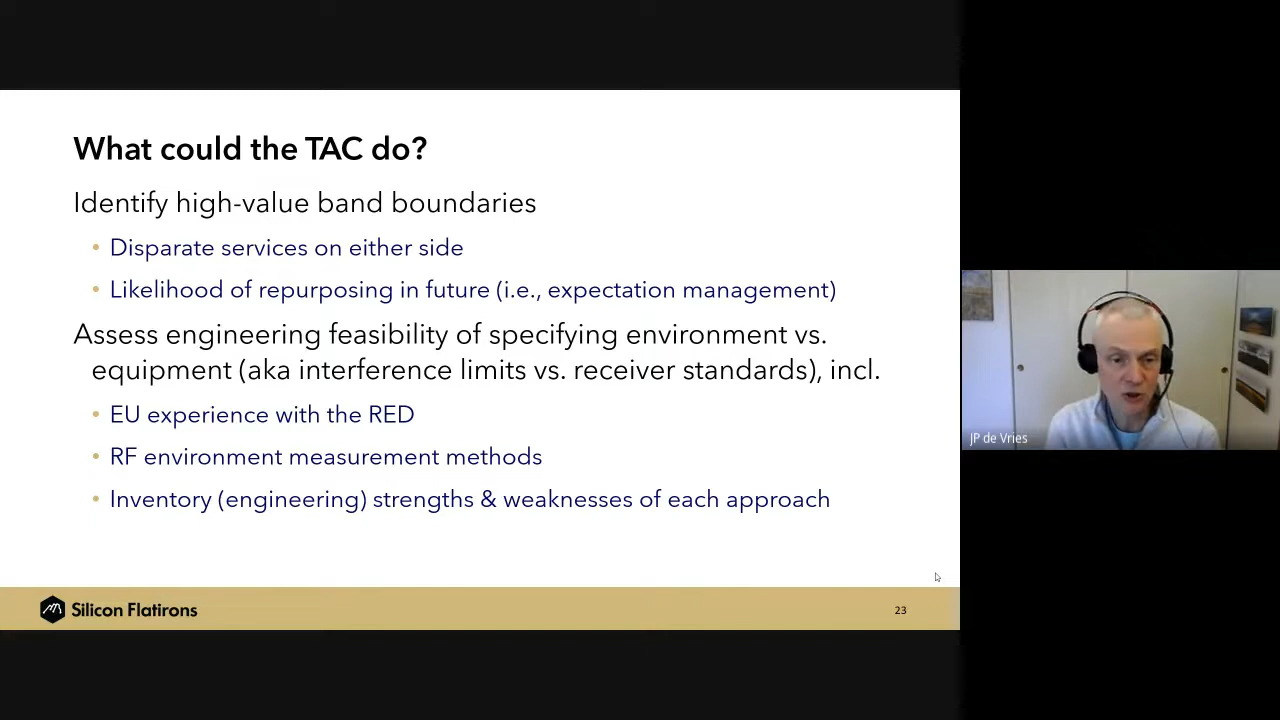 What could the TAC do?
Identify high-value band boundaries
• Disparate services on either side
• Likelihood of repurposing in future (i.e., expectation management)
Assess engineering feasibility of specifying environment vs.
equipment (aka interference limits vs. receiver standards), incl.
• EU experience with the RED
• RF environment measurement methods
• Inventory (engineering) strengths & weaknesses of each approach
Silicon Flatirons
23
JP de Vries